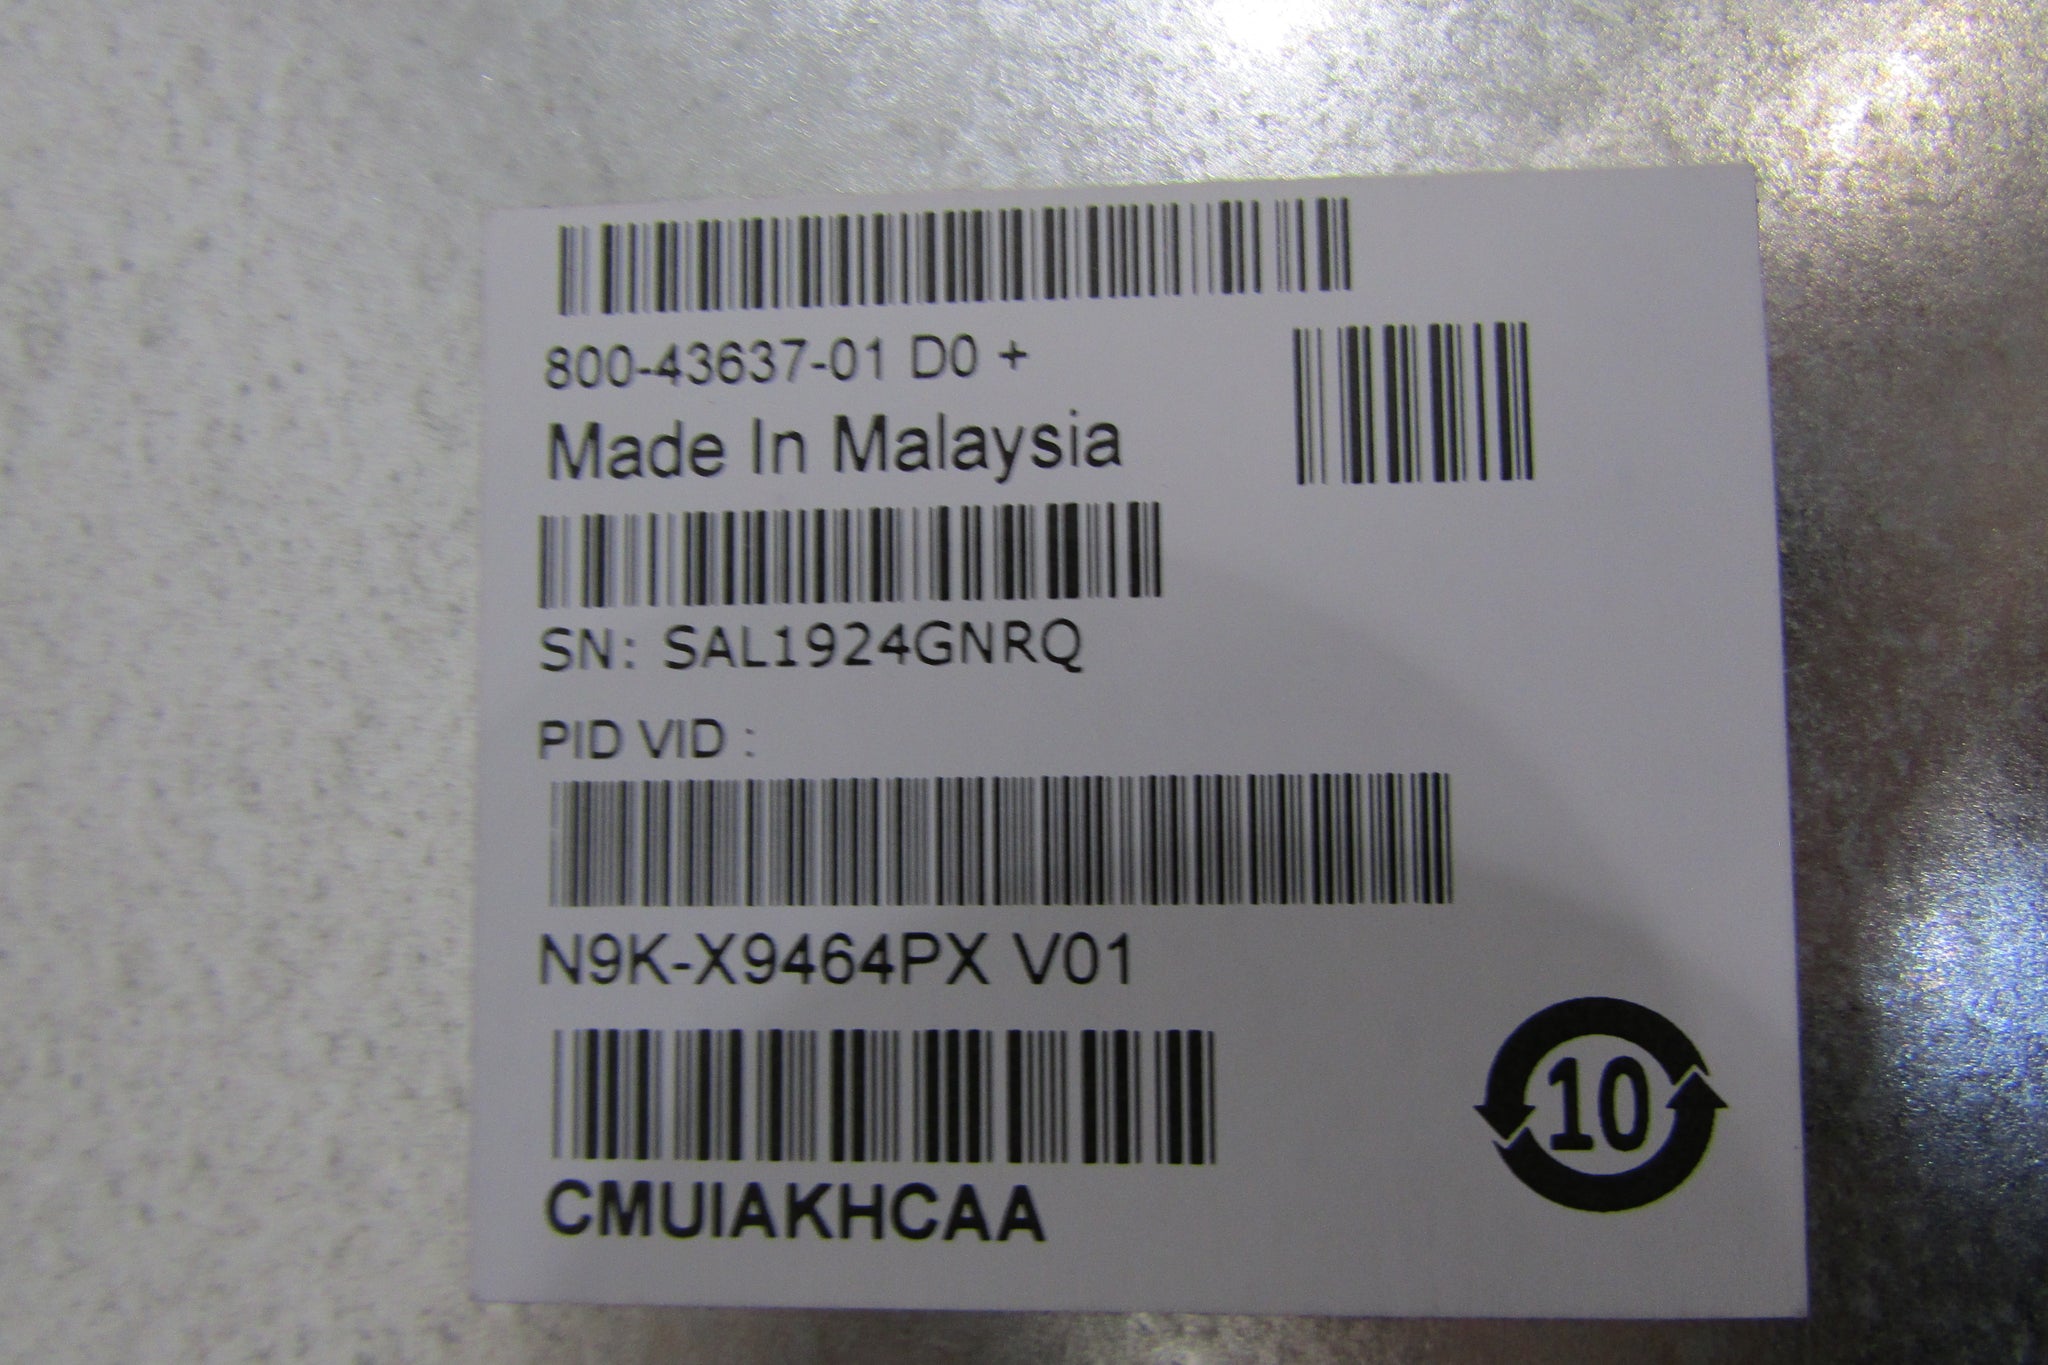 800-43637-01 D0 +
Made In Malaysia
SN: SAL1924GNRQ
PID VID :
N9K-X9464PX V01
10
CMUIAKHCAA